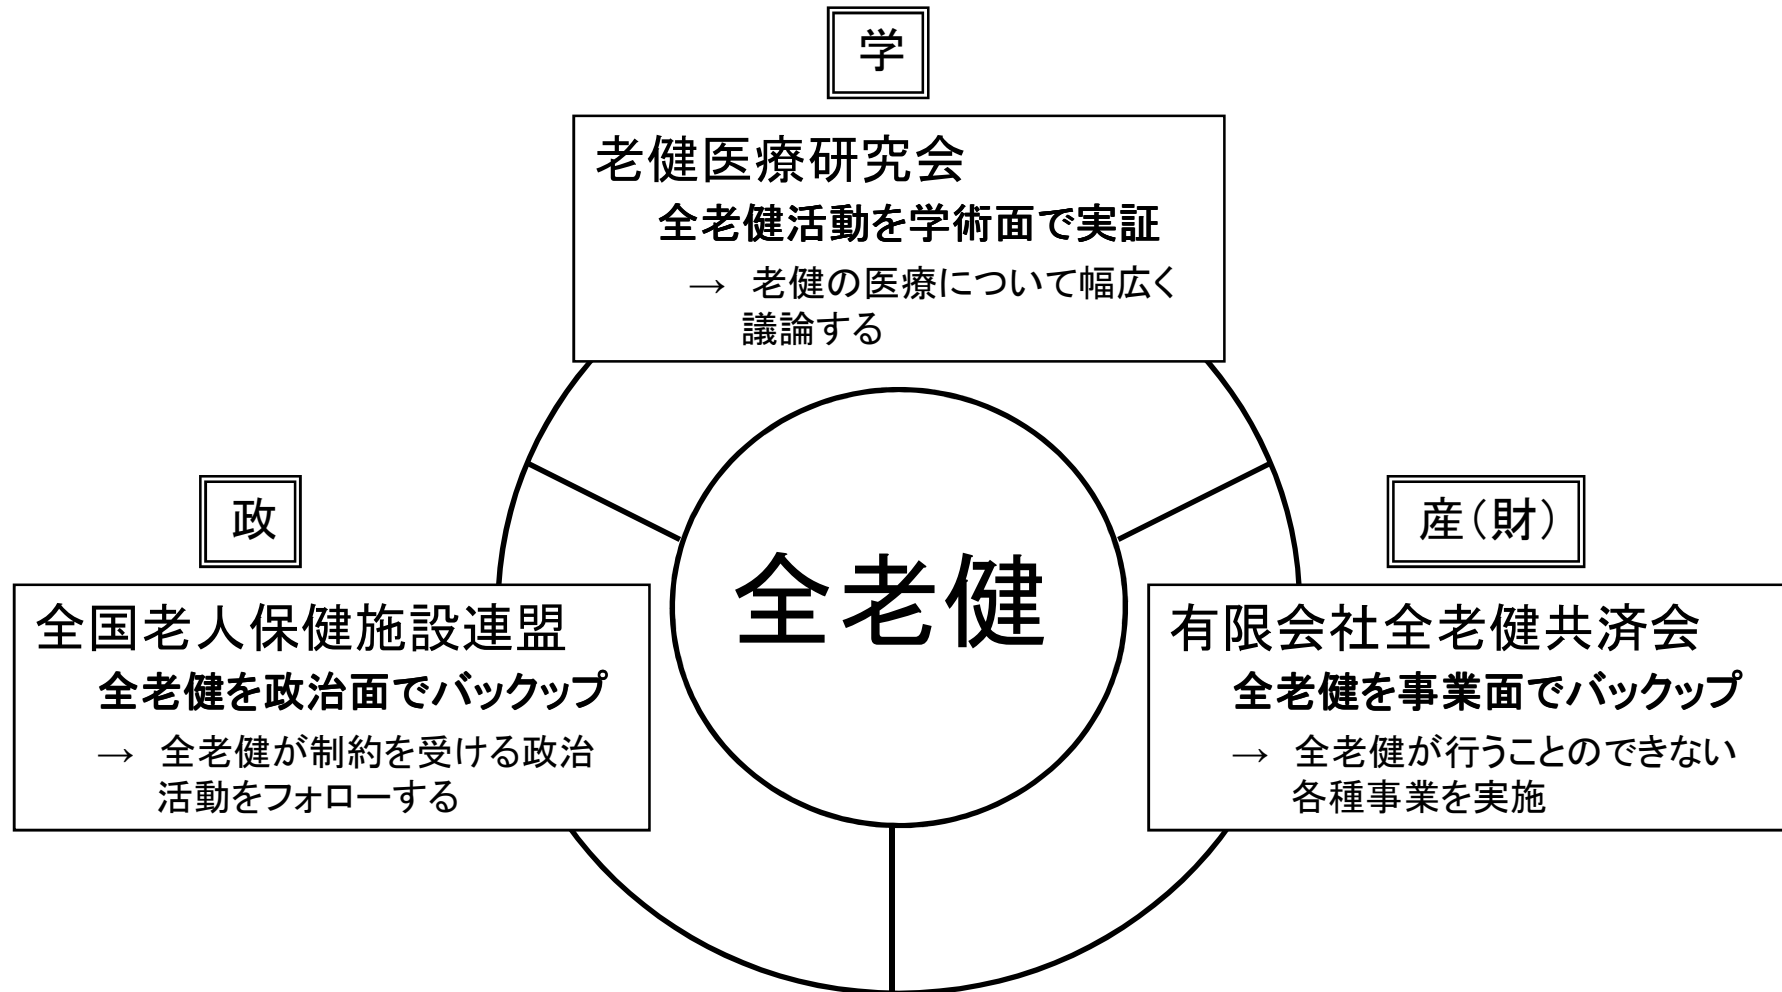 学
老健医療研究会
全老健活動を学術面で実証
→ 老健の医療について幅広く
議論する
政
全国老人保健施設連盟
全老健を政治面でバックップ
→ 全老健が制約を受ける政治
活動をフォローする
全老健
産（財）
有限会社全老健共済会
全老健を事業面でバックップ
→ 全老健が行うことのできない
各種事業を実施